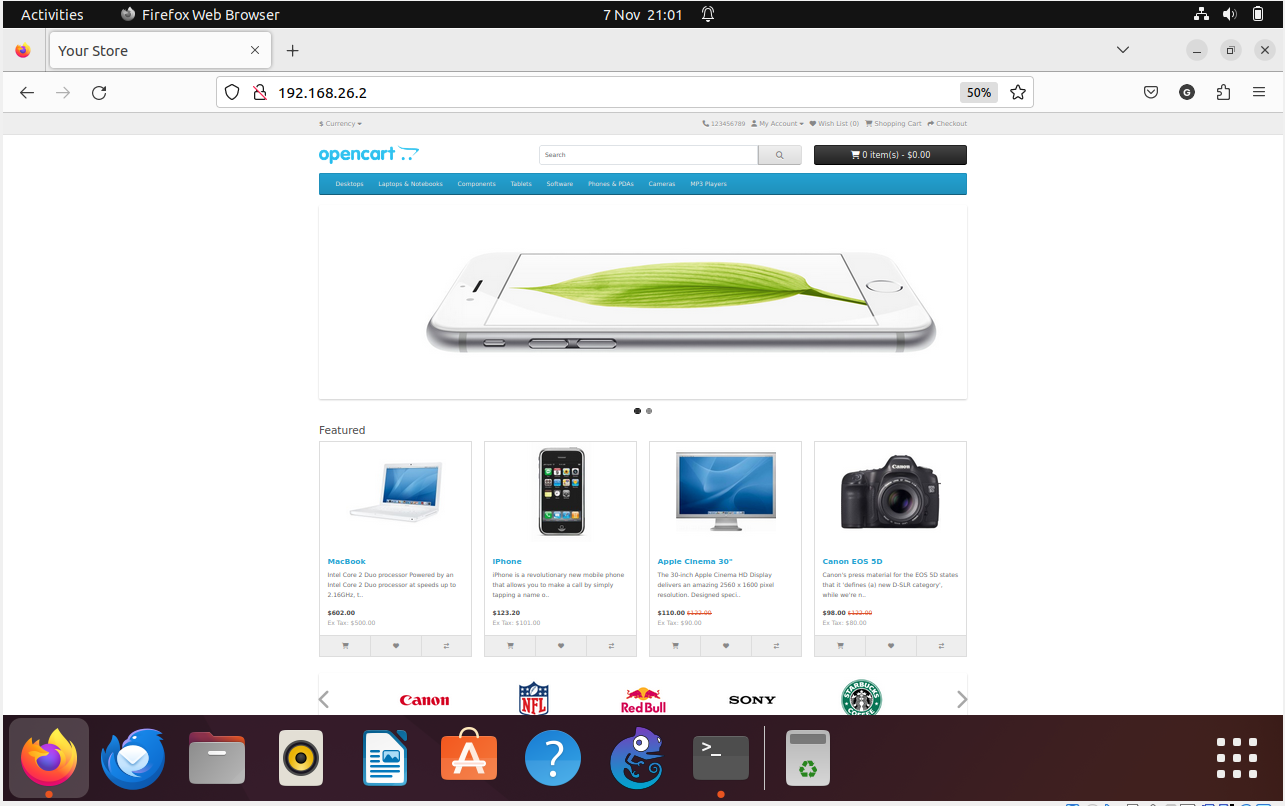 Activities Firefox Web Browser 7 Nov 21:01
Your Store
192.168.26.2 50% G
$ Currency 123456789 My Account Wish List (0) Shopping Cart Checkout
opencart Search 0 item(s) - $0.00
Desktops Laptops & Notebooks Components Tablets Software Phones & PDAs Cameras MP3 Players
Featured
Canon
MacBook
Intel Core 2 Duo processor Powered by an
Intel Core 2 Duo processor at speeds up to
2.16GHz, t..
$602.00
Ex Tax: $500.00
iPhone
iPhone is a revolutionary new mobile phone
that allows you to make a call by simply
tapping a name o..
$123.20
Ex Tax: $101.00
Apple Cinema 30"
The 30-inch Apple Cinema HD Display
delivers an amazing 2560 x 1600 pixel
resolution. Designed speci..
$110.00 $122.00
Ex Tax: $90.00
Canon EOS 5D
Canon's press material for the EOS 5D states
that it 'defines (a) new D-SLR category',
while we're n..
$98.00 $122.00
Ex Tax: $80.00
Canon NFL Red Bull SONY STARBUCKS COFFEE